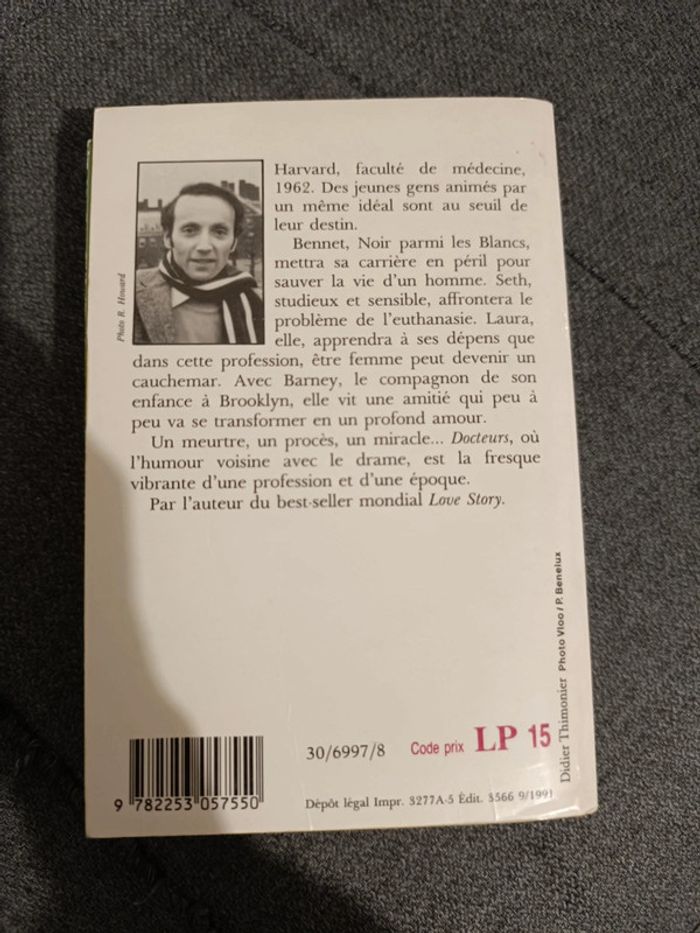 Harvard, faculté de médecine,
1962. Des jeunes gens animés par
un même idéal sont au seuil de
leur destin.
Bennet, Noir parmi les Blancs,
mettra sa carrière en péril pour
sauver la vie d'un homme. Seth,
studieux et sensible, affrontera le
problème de l'euthanasie. Laura,
elle, apprendra à ses dépens que
dans cette profession, être femme peut devenir un
cauchemar. Avec Barney, le compagnon de son
enfance à Brooklyn, elle vit une amitié qui peu à
peu va se transformer en un profond amour.
Un meurtre, un procès, un miracle... Docteurs, où
l'humour voisine avec le drame, est la fresque
vibrante d'une profession et d'une époque.
Par l'auteur du best-seller mondial Love Story.
Photo R. Howard
Didier Thimonier Photo Vloo / P. Benelux
30/6997/8 Code prix LP 15
9 782253 057550
Dépôt légal Impr. 3277A-5 Édit. 3566 9/1991